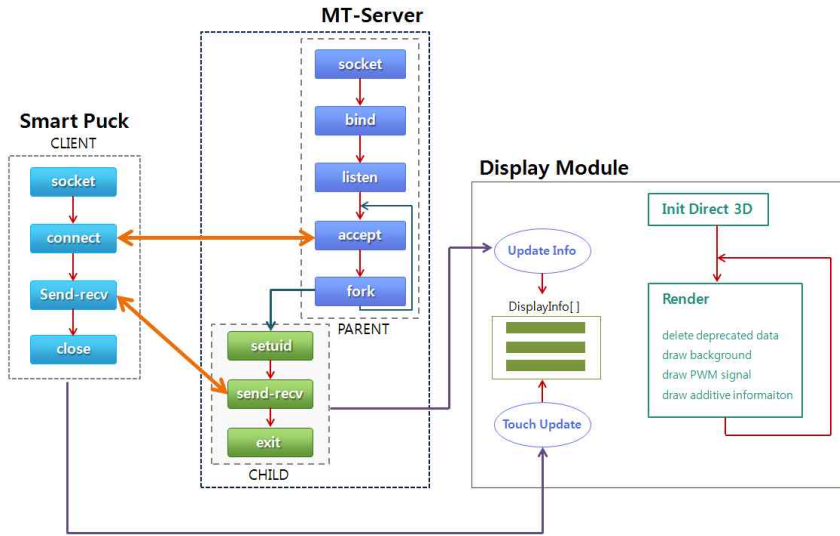 MT-Server
socket
bind
listen
accept
fork
PARENT
setuid
send-recv
exit
CHILD
Smart Puck
CLIENT
socket
connect
Send-recv
close
Display Module
Update Info
DisplayInfo[ ]
Touch Update
Init Direct 3D
Render
delete deprecated data
draw background
draw PWM signal
draw additive informaiton